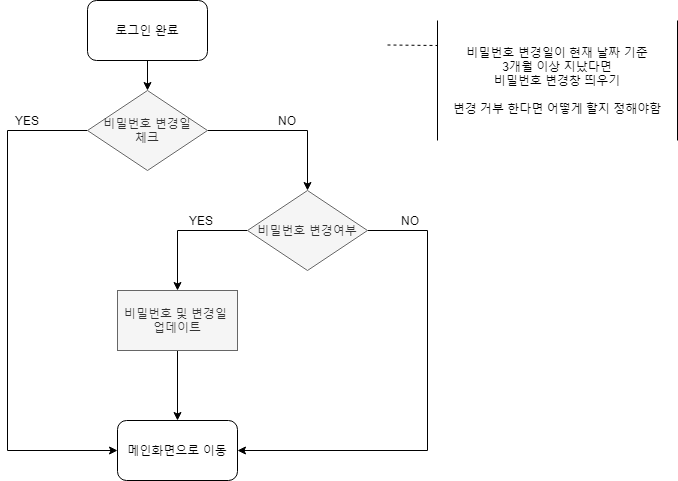 로그인 완료
비밀번호 변경일이 현재 날짜 기준
3개월 이상 지났다면
비밀번호 변경창 띄우기
변경 거부 한다면 어떻게 할지 정해야함
YES
비밀번호 변경일
체크
NO
YES
비밀번호 변경여부
NO
비밀번호 및 변경일
업데이트
메인화면으로 이동